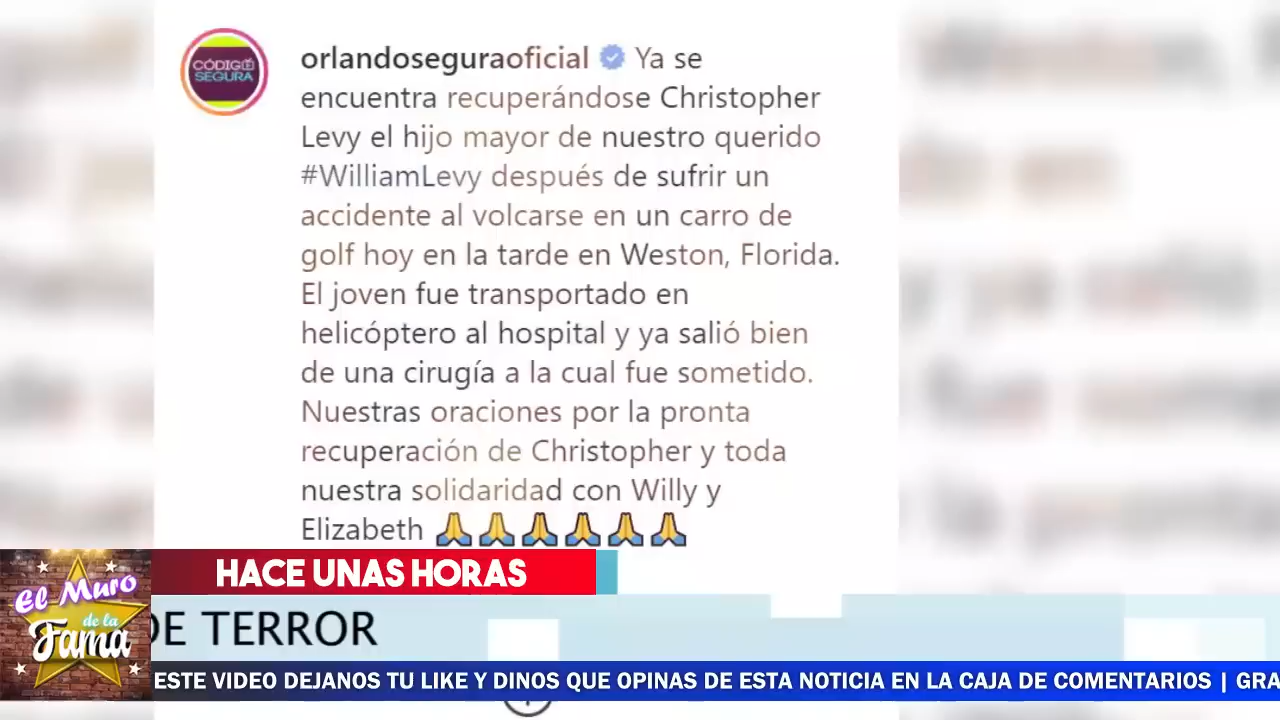 CÓDIGO
SEGURA
orlandoseguraoficial Ya se
encuentra recuperándose Christopher
Levy el hijo mayor de nuestro querido
#WilliamLevy después de sufrir un
accidente al volcarse en un carro de
golf hoy en la tarde en Weston, Florida.
El joven fue transportado en
helicóptero al hospital y ya salió bien
de una cirugía a la cual fue sometido.
Nuestras oraciones por la pronta
recuperación de Christopher y toda
nuestra solidaridad con Willy y
Elizabeth 🙏🙏🙏🙏🙏🙏
HACE UNAS HORAS
El Muro
de la
Fama
DE TERROR
ESTE VIDEO DEJANOS TU LIKE Y DINOS QUE OPINAS DE ESTA NOTICIA EN LA CAJA DE COMENTARIOS | GRA